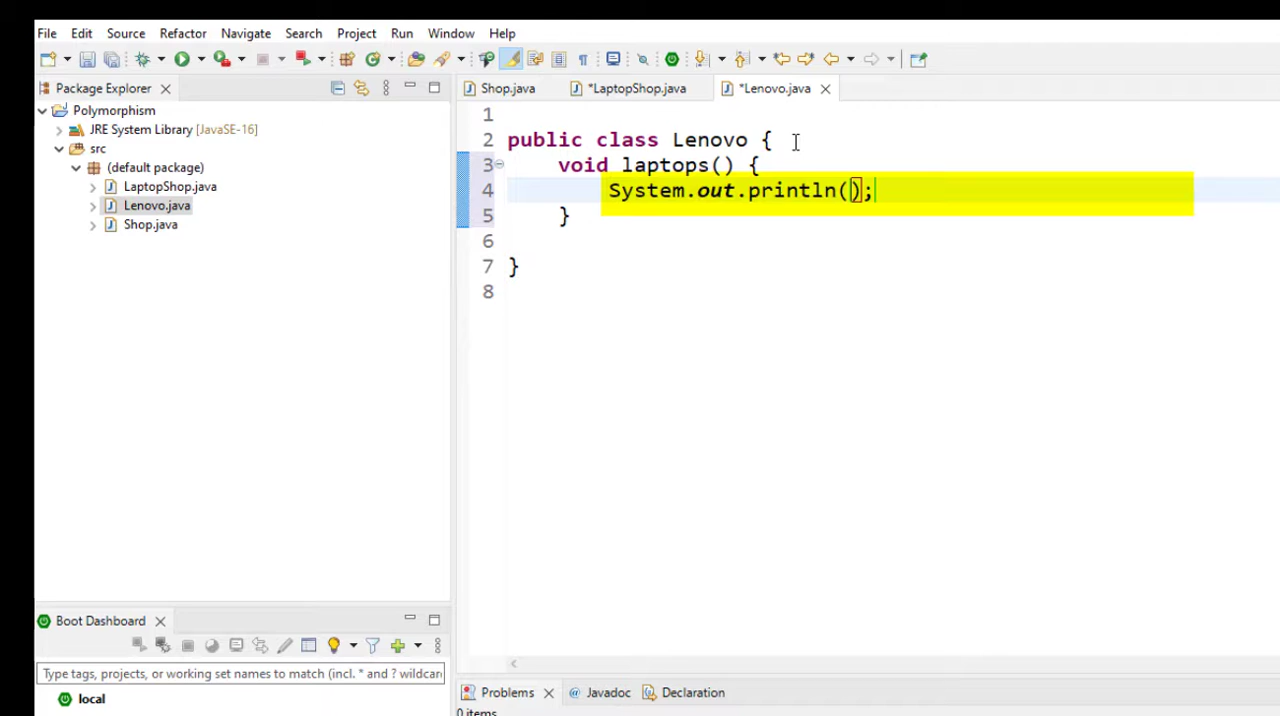 File Edit Source Refactor Navigate Search Project Run Window Help
Package Explorer
Polymorphism
JRE System Library [JavaSE-16]
src
(default package)
LaptopShop.java
Lenovo.java
Shop.java
Shop.java *LaptopShop.java *Lenovo.java
1
2 public class Lenovo {
3 void laptops() {
4 System.out.println();
5 }
6
7 }
8
Boot Dashboard
Type tags, projects, or working set names to match (incl. * and ? wildcard
local
Problems Javadoc Declaration
0 items